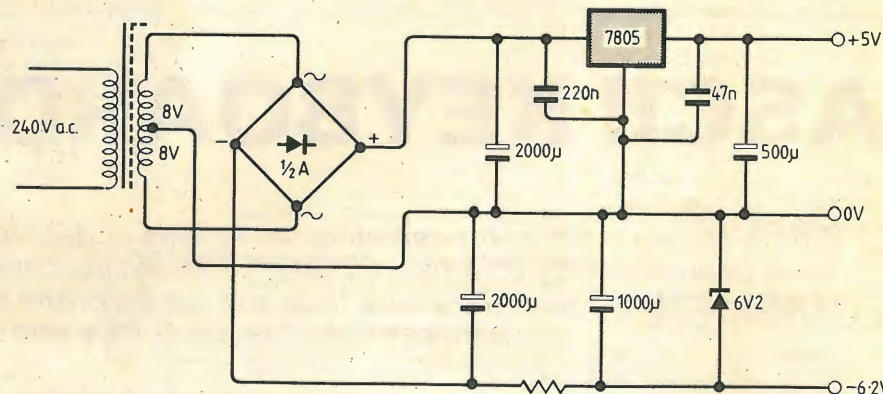 240V a.c.
8V
8V
~
−
+
½A
~
2000µ
220n
7805
47n
500µ
+5V
0V
2000µ
1000µ
6V2
−6·2V